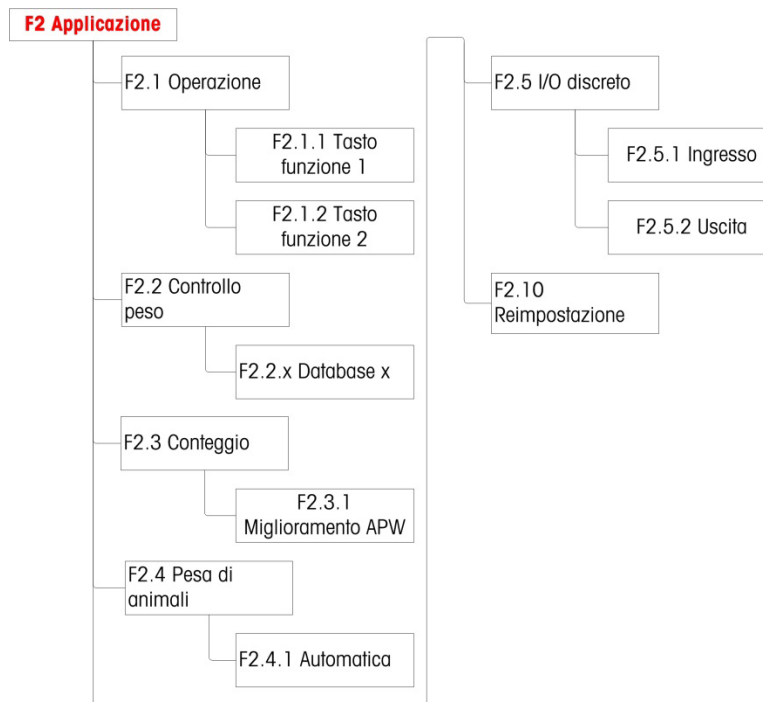 F2 Applicazione
F2.1 Operazione
F2.1.1 Tasto
funzione 1
F2.1.2 Tasto
funzione 2
F2.2 Controllo
peso
F2.2.x Database x
F2.3 Conteggio
F2.3.1
Miglioramento APW
F2.4 Pesa di
animali
F2.4.1 Automatica
F2.5 I/O discreto
F2.5.1 Ingresso
F2.5.2 Uscita
F2.10
Reimpostazione